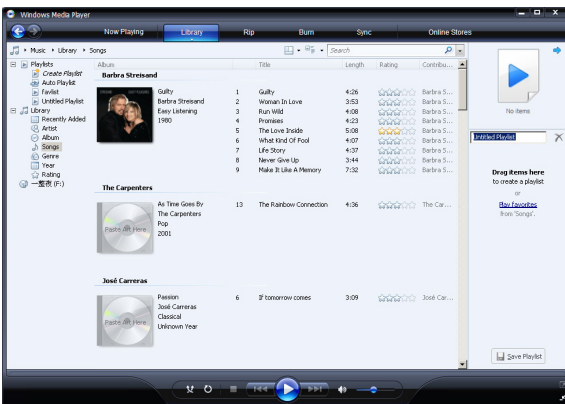 Windows Media Player
Now Playing Library Rip Burn Sync Online Stores
Music Library Songs
Search
Playlists
Create Playlist
Auto Playlist
Favlist
Untitled Playlist
Library
Recently Added
Artist
Album
Songs
Genre
Year
Rating
一整夜 (F:)
Album Title Length Rating Contribu...
Barbra Streisand
Guilty
Barbra Streisand
Easy Listening
1980
1 Guilty 4:26 Barbra S...
2 Woman In Love 3:53 Barbra S...
3 Run Wild 4:08 Barbra S...
4 Promises 4:23 Barbra S...
5 The Love Inside 5:08 Barbra S...
6 What Kind Of Fool 4:07 Barbra S...
7 Life Story 4:37 Barbra S...
8 Never Give Up 3:44 Barbra S...
9 Make It Like A Memory 7:32 Barbra S...
The Carpenters
Paste Art Here
As Time Goes By
The Carpenters
Pop
2001
13 The Rainbow Connection 4:36 The Car...
José Carreras
Paste Art Here
Passion
José Carreras
Classical
Unknown Year
6 If tomorrow comes 3:09 José Car...
No items
Untitled Playlist
Drag items here
to create a playlist
or
Play favorites
from 'Songs'.
Save Playlist